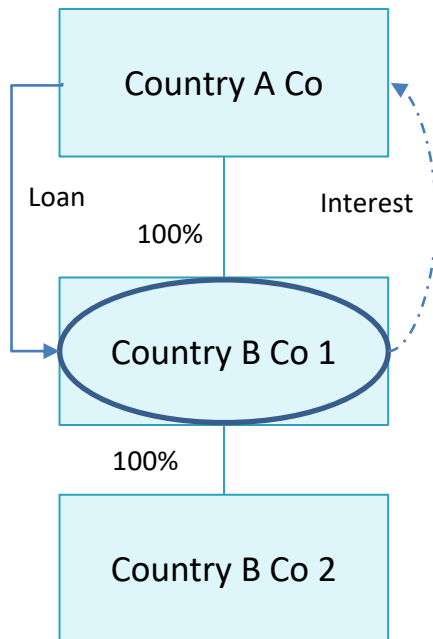 Country A Co
Loan
Interest
100%
Country B Co 1
100%
Country B Co 2